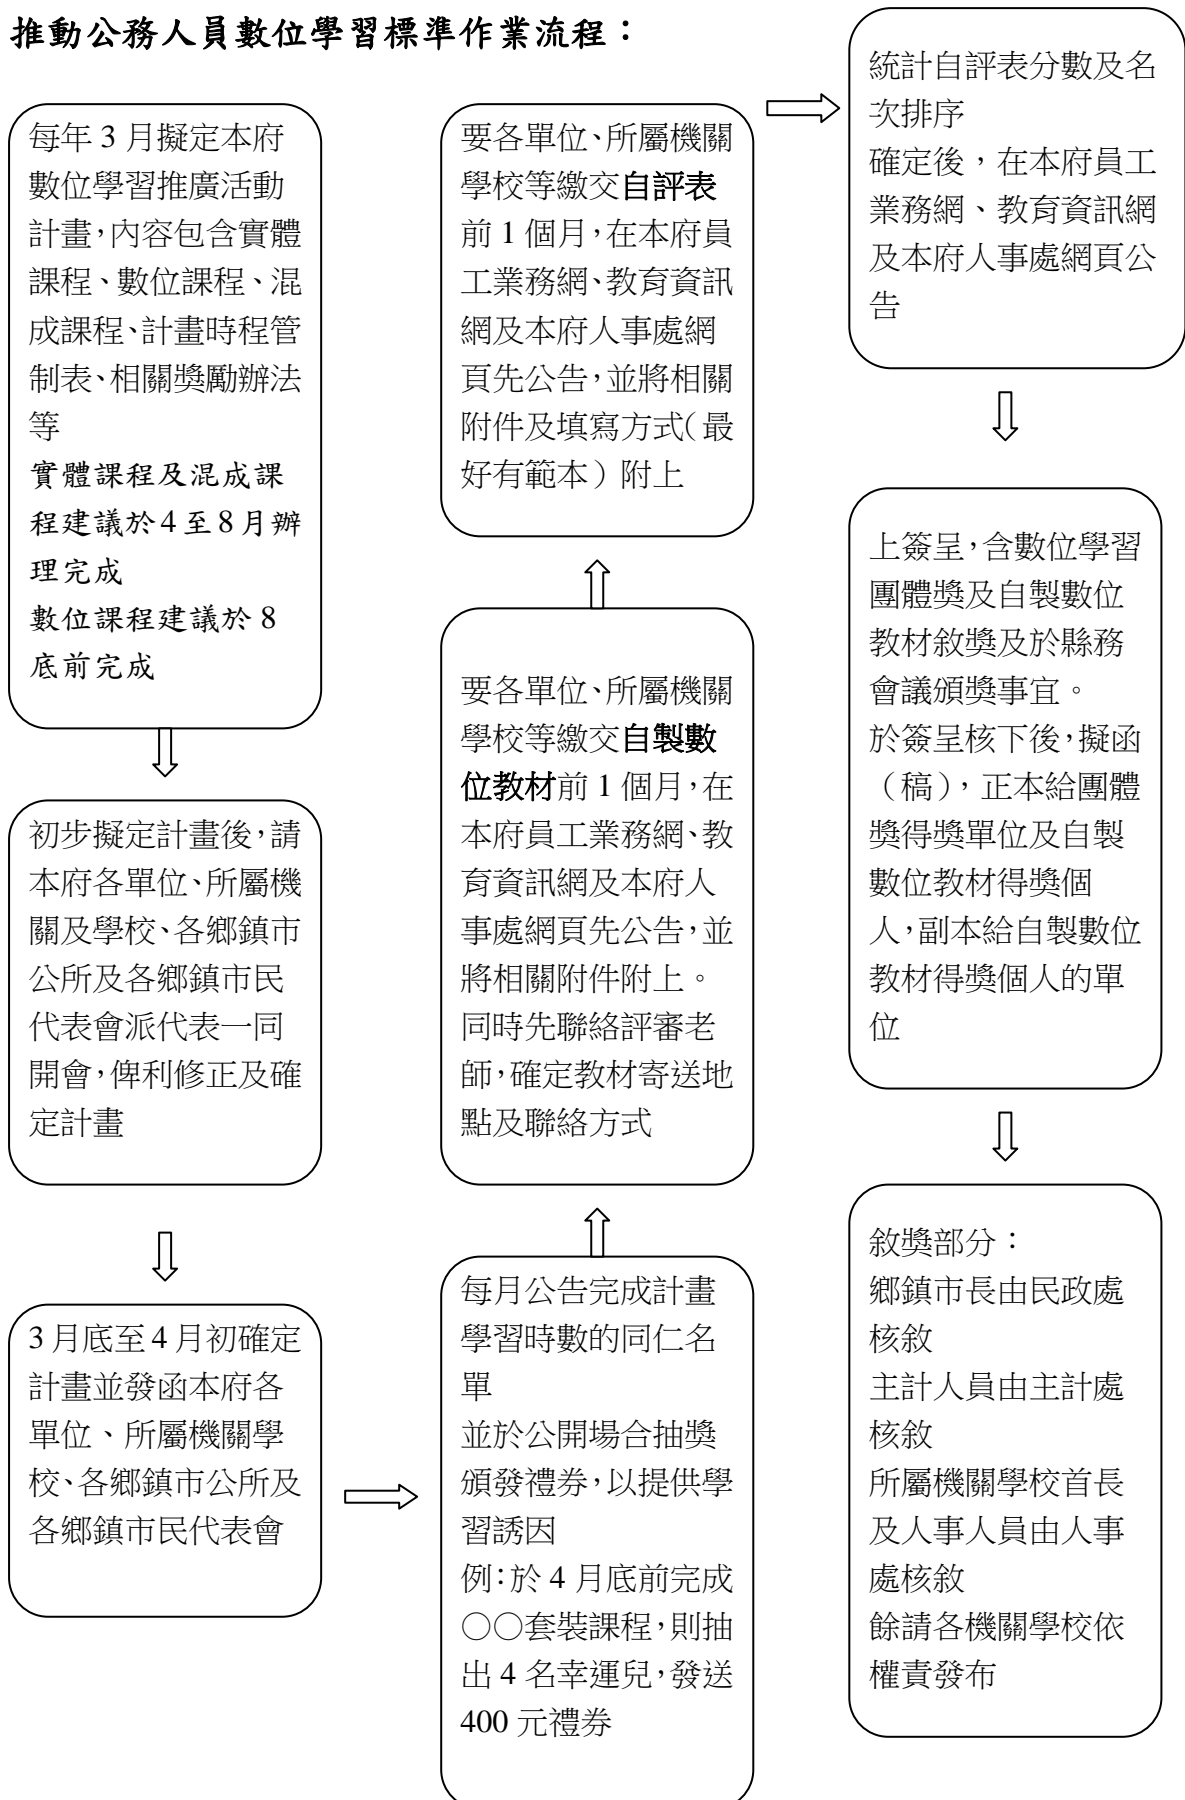 推動公務人員數位學習標準作業流程：
每年 3 月擬定本府
數位學習推廣活動
計畫，內容包含實體
課程、數位課程、混
成課程、計畫時程管
制表、相關獎勵辦法
等
實體課程及混成課
程建議於 4 至 8 月辦
理完成
數位課程建議於 8
底前完成
初步擬定計畫後，請
本府各單位、所屬機
關及學校、各鄉鎮市
公所及各鄉鎮市民
代表會派代表一同
開會，俾利修正及確
定計畫
3 月底至 4 月初確定
計畫並發函本府各
單位、所屬機關學
校、各鄉鎮市公所及
各鄉鎮市民代表會
每月公告完成計畫
學習時數的同仁名
單
並於公開場合抽獎
頒發禮券，以提供學
習誘因
例：於 4 月底前完成
○○套裝課程，則抽
出 4 名幸運兒，發送
400 元禮券
要各單位、所屬機關
學校等繳交自製數
位教材前 1 個月，在
本府員工業務網、教
育資訊網及本府人
事處網頁先公告，並
將相關附件附上。
同時先聯絡評審老
師，確定教材寄送地
點及聯絡方式
要各單位、所屬機關
學校等繳交自評表
前 1 個月，在本府員
工業務網、教育資訊
網及本府人事處網
頁先公告，並將相關
附件及填寫方式（最
好有範本）附上
統計自評表分數及名
次排序
確定後，在本府員工
業務網、教育資訊網
及本府人事處網頁公
告
上簽呈，含數位學習
團體獎及自製數位
教材敘獎及於縣務
會議頒獎事宜。
於簽呈核下後，擬函
（稿），正本給團體
獎得獎單位及自製
數位教材得獎個
人，副本給自製數位
教材得獎個人的單
位
敘獎部分：
鄉鎮市長由民政處
核敘
主計人員由主計處
核敘
所屬機關學校首長
及人事人員由人事
處核敘
餘請各機關學校依
權責發布